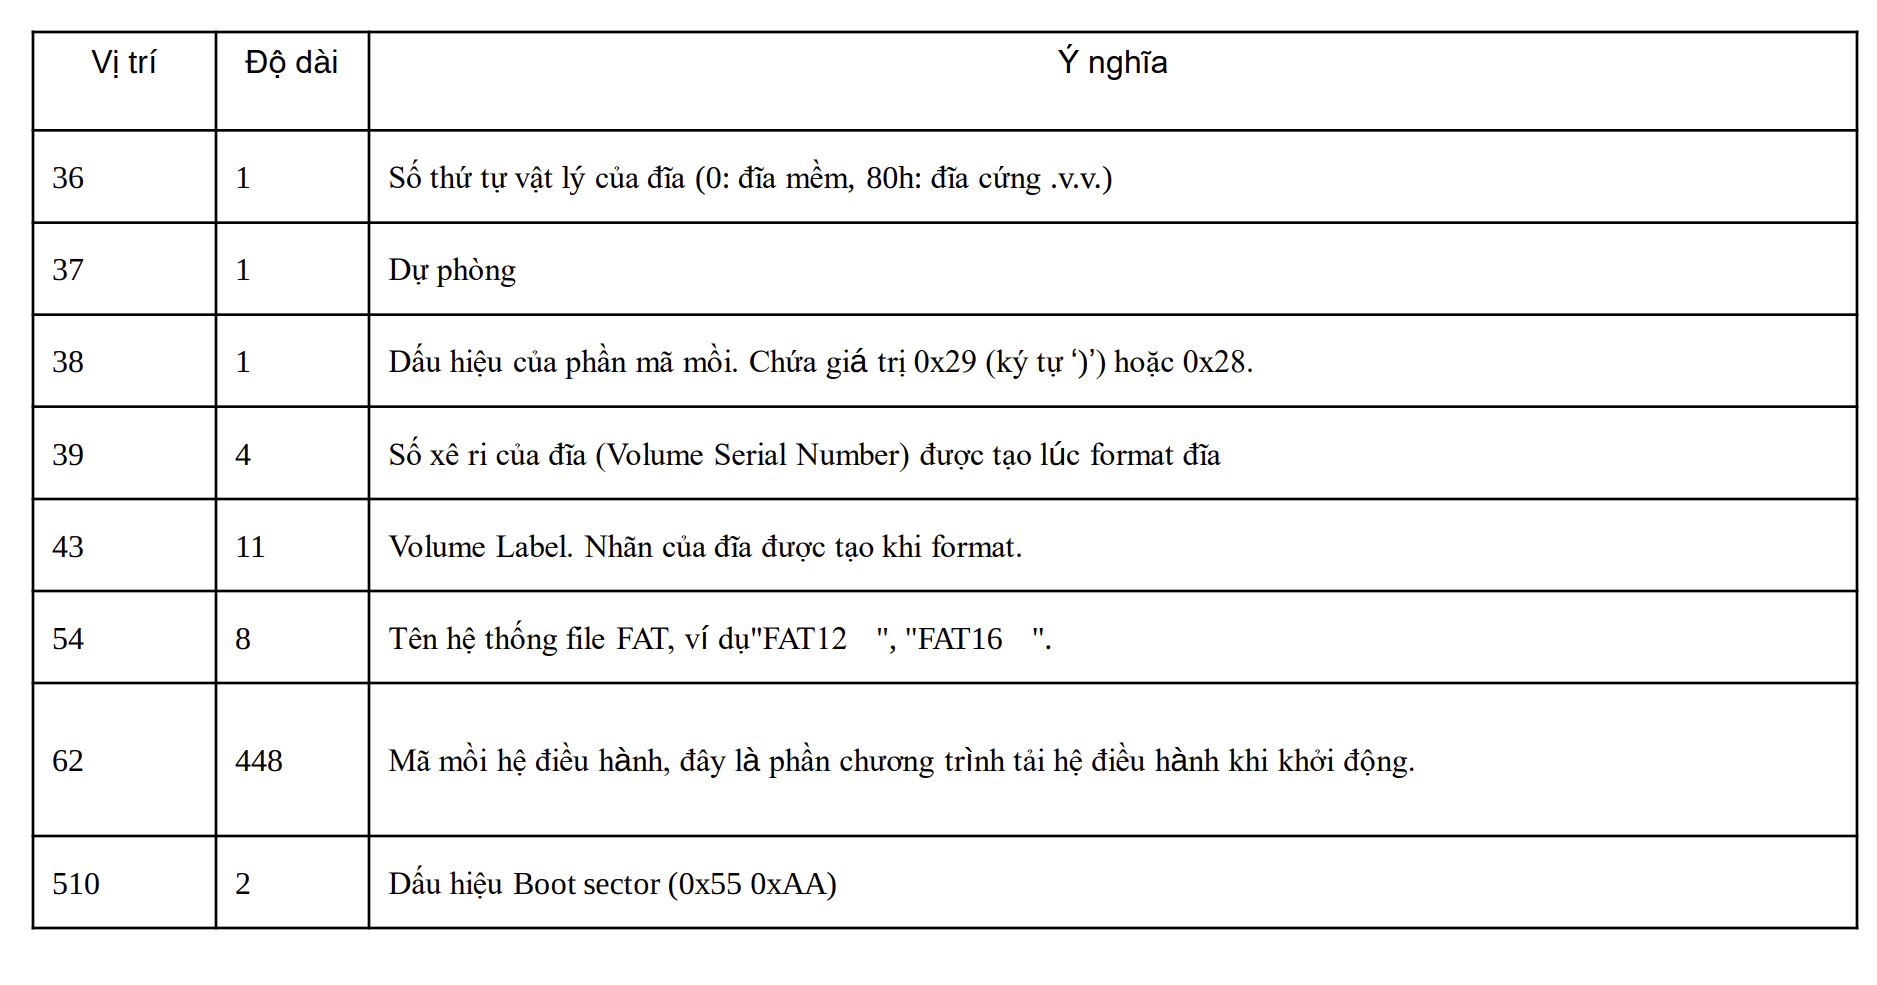 Vị trí Độ dài Ý nghĩa
36 1 Số thứ tự vật lý của đĩa (0: đĩa mềm, 80h: đĩa cứng .v.v.)
37 1 Dự phòng
38 1 Dấu hiệu của phần mã mồi. Chứa giá trị 0x29 (ký tự ‘)’) hoặc 0x28.
39 4 Số xê ri của đĩa (Volume Serial Number) được tạo lúc format đĩa
43 11 Volume Label. Nhãn của đĩa được tạo khi format.
54 8 Tên hệ thống file FAT, ví dụ"FAT12   ", "FAT16   ".
62 448 Mã mồi hệ điều hành, đây là phần chương trình tải hệ điều hành khi khởi động.
510 2 Dấu hiệu Boot sector (0x55 0xAA)